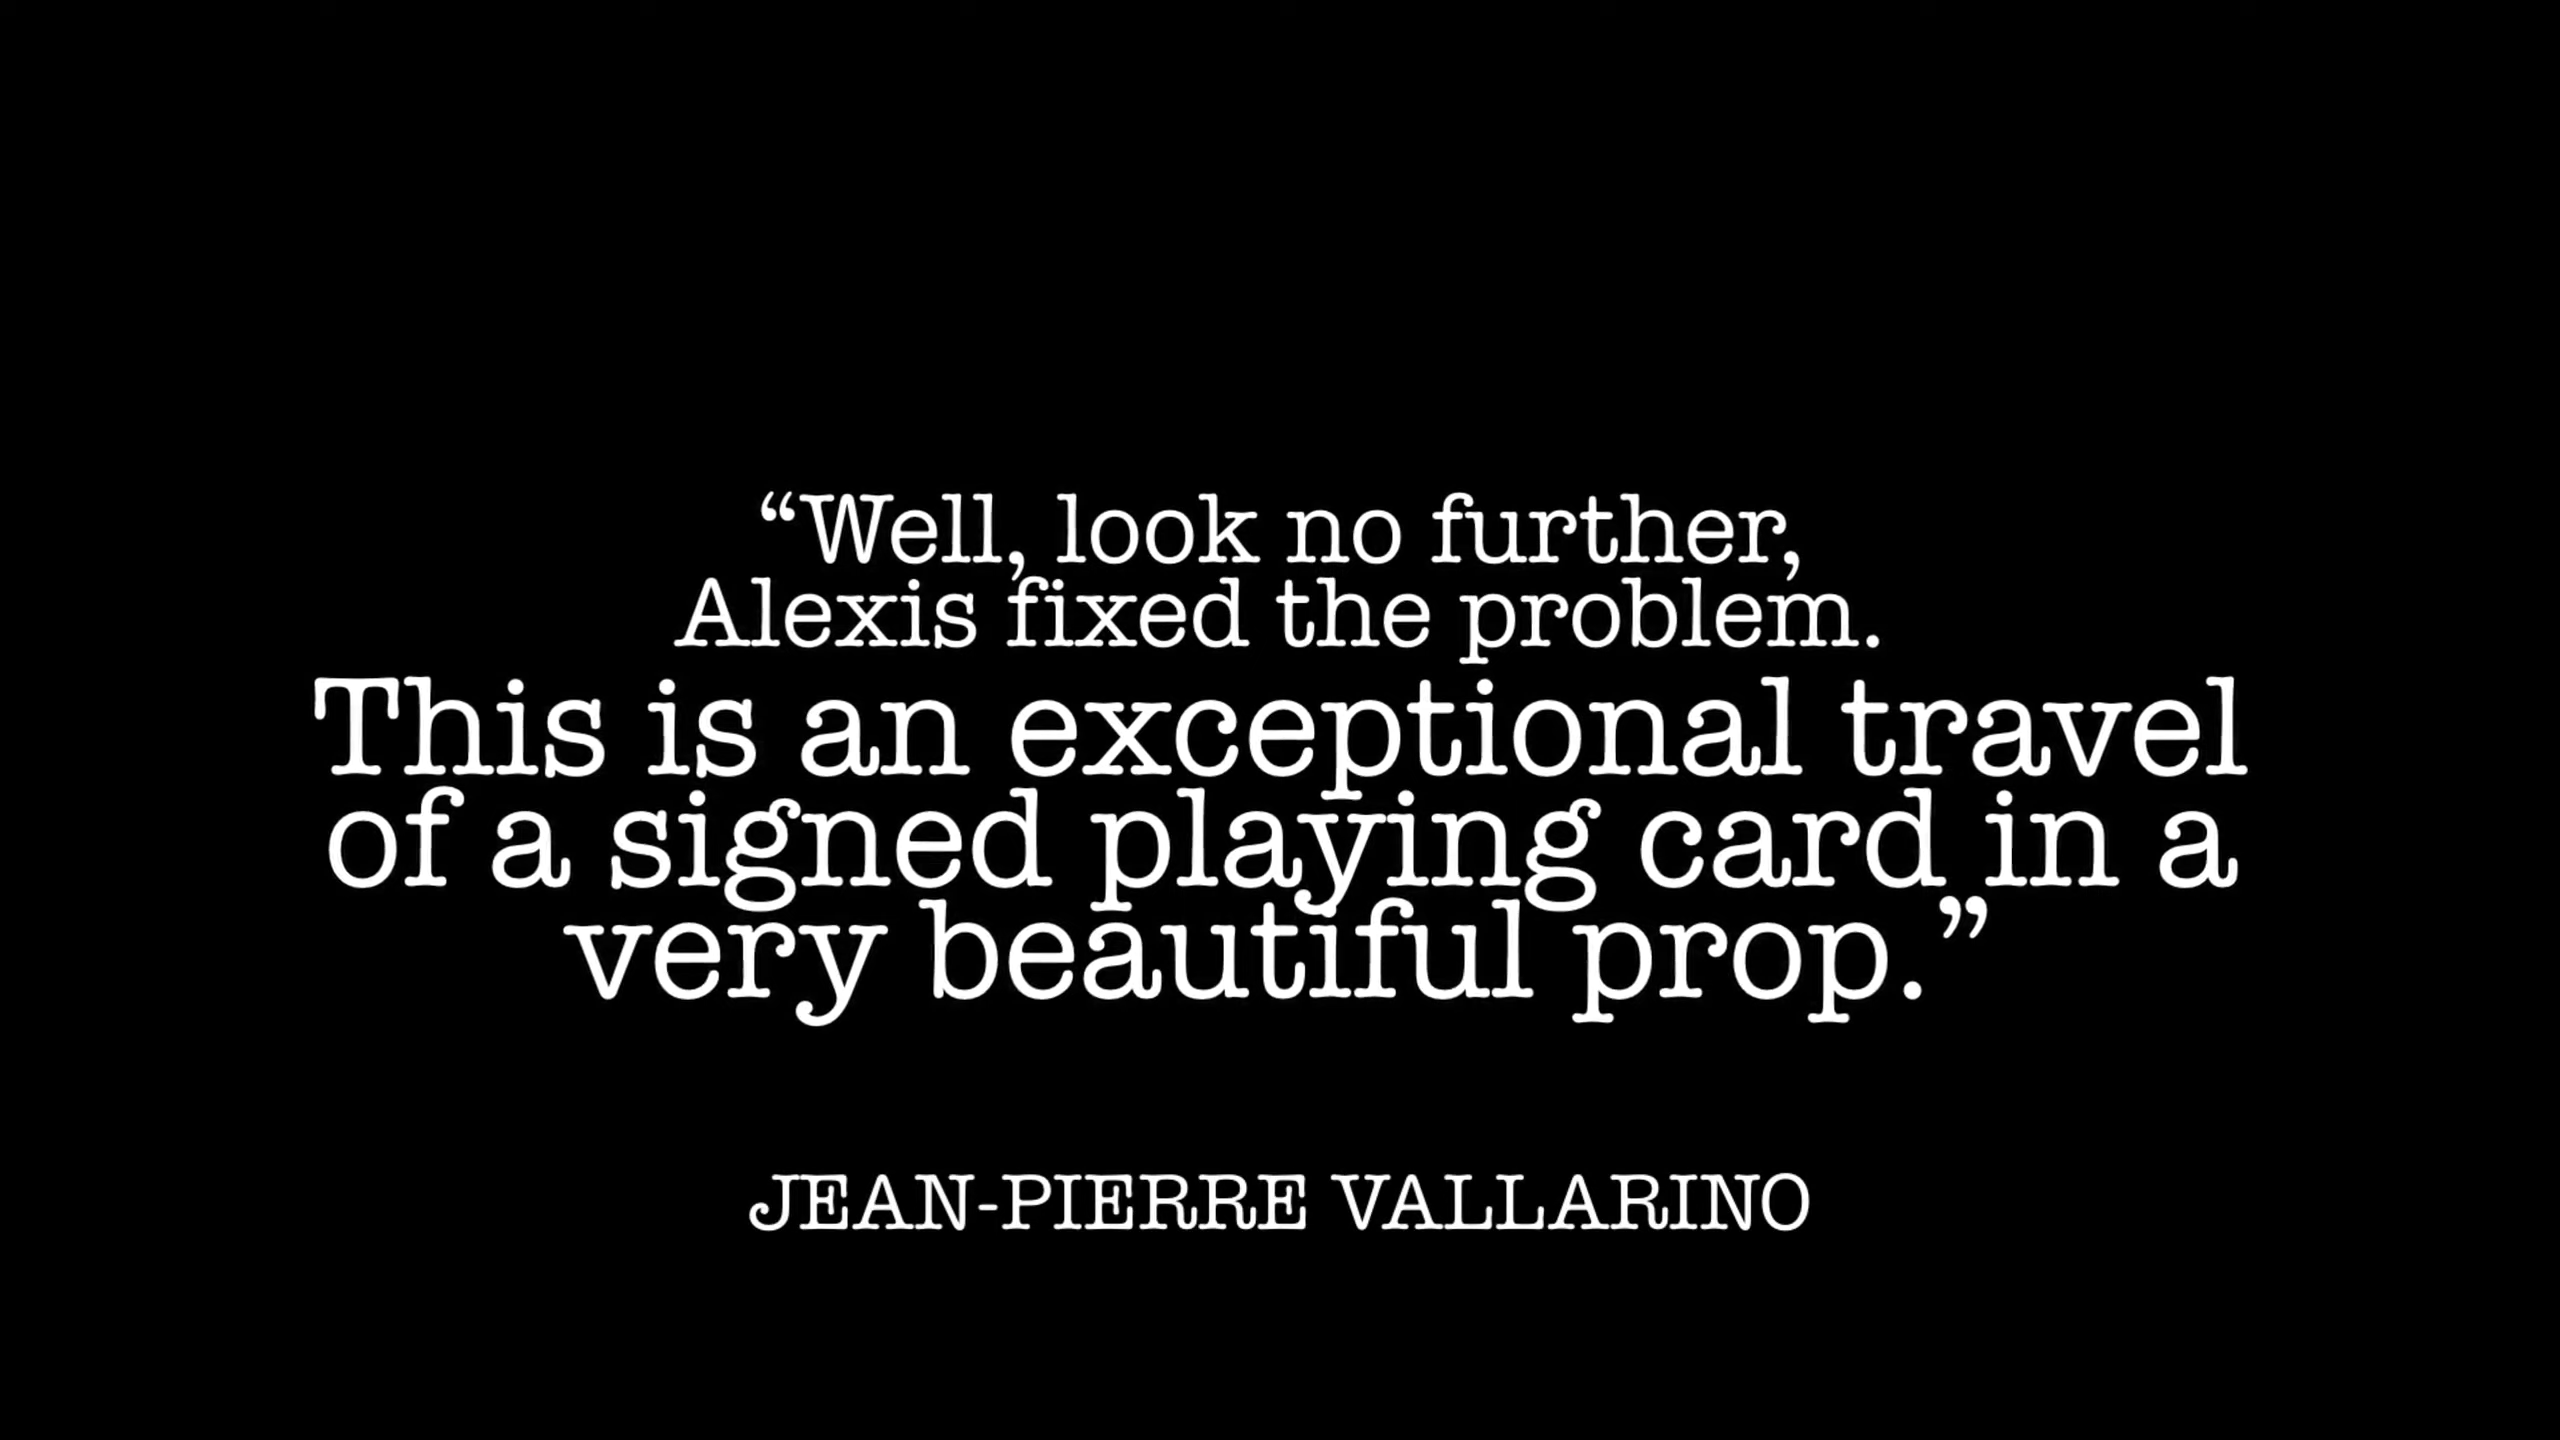 “Well, look no further,
Alexis fixed the problem.
This is an exceptional travel
of a signed playing card in a
very beautiful prop.”
JEAN-PIERRE VALLARINO